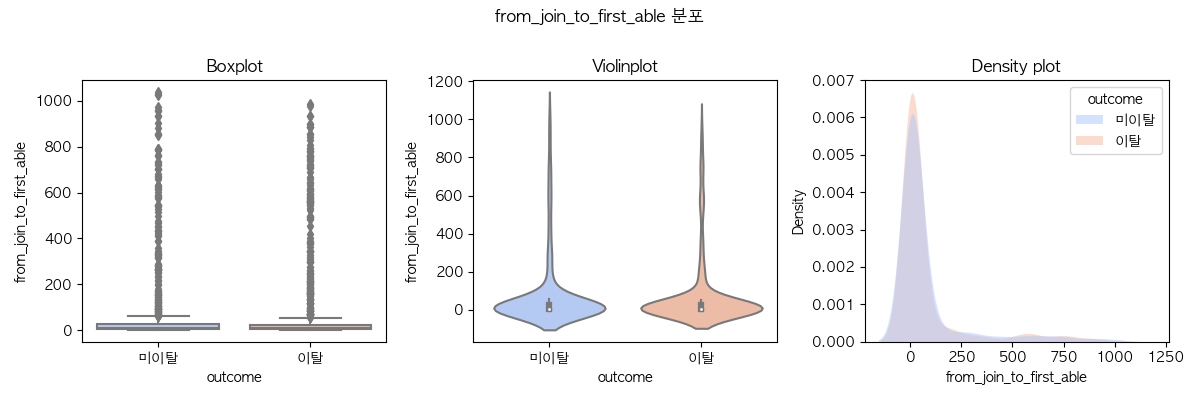 from_join_to_first_able 분포
Boxplot
from_join_to_first_able
1000
800
600
400
200
0
미이탈
이탈
outcome
Violinplot
from_join_to_first_able
1200
1000
800
600
400
200
0
미이탈
이탈
outcome
Density plot
Density
0.007
0.006
0.005
0.004
0.003
0.002
0.001
0.000
outcome
미이탈
이탈
0
250
500
750
1000
1250
from_join_to_first_able